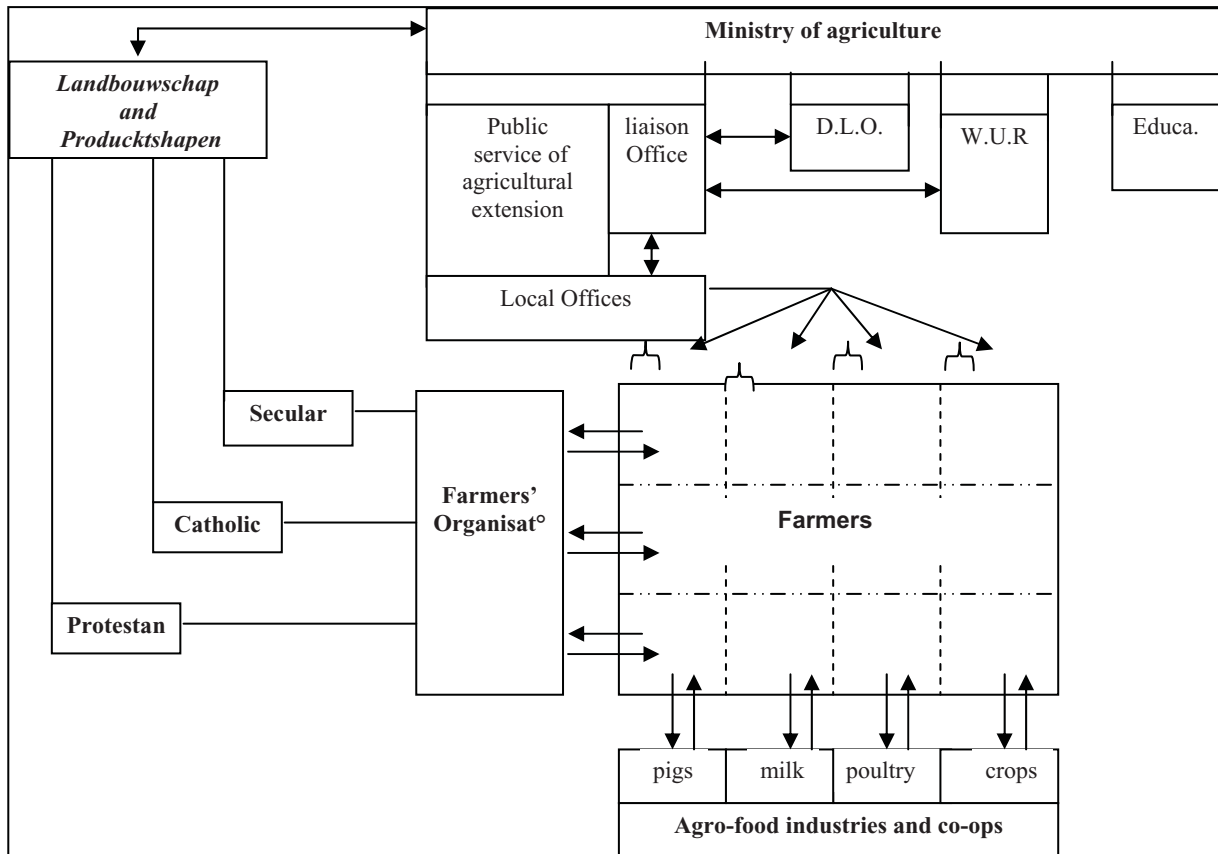 Ministry of agriculture
Landbouwschap
and
Producktshapen
Public
service of
agricultural
extension
liaison
Office
D.L.O.
W.U.R
Educa.
Local Offices
Secular
Catholic
Protestan
Farmers’
Organisat°
Farmers
pigs
milk
poultry
crops
Agro-food industries and co-ops